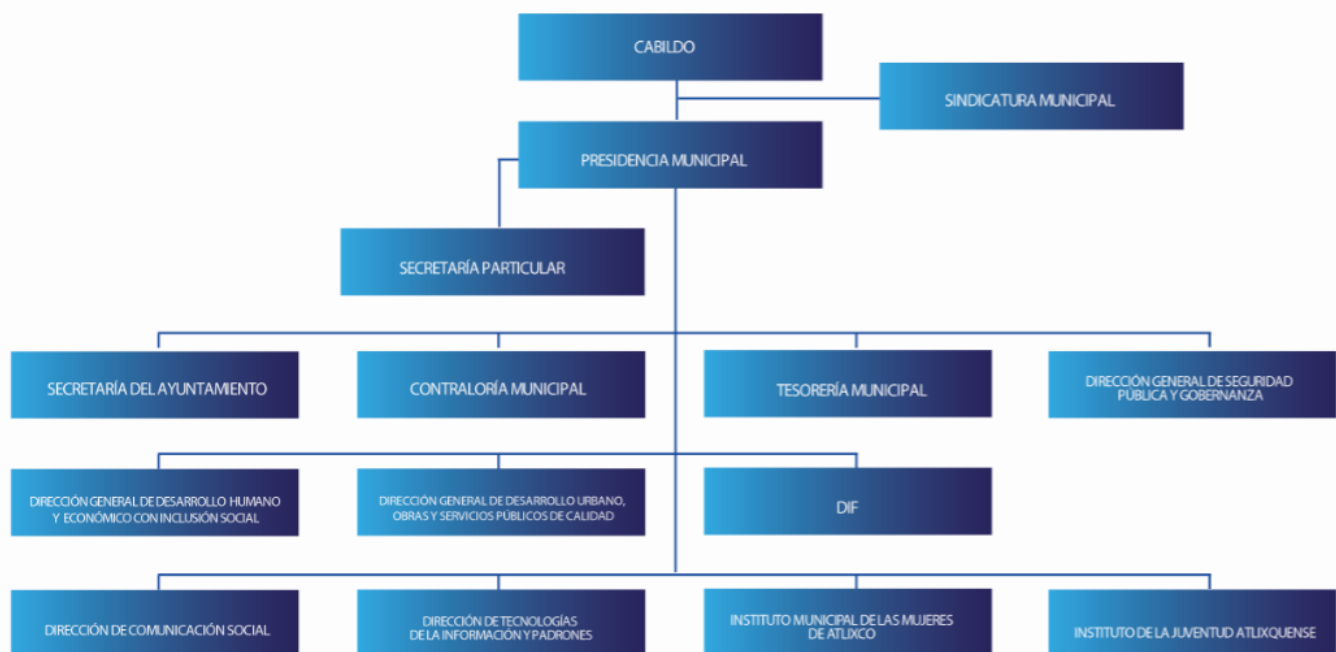 CABILDO
SINDICATURA MUNICIPAL
PRESIDENCIA MUNICIPAL
SECRETARÍA PARTICULAR
SECRETARÍA DEL AYUNTAMIENTO
CONTRALORÍA MUNICIPAL
TESORERÍA MUNICIPAL
DIRECCIÓN GENERAL DE SEGURIDAD
PÚBLICA Y GOBERNANZA
DIRECCIÓN GENERAL DE DESARROLLO HUMANO
Y ECONÓMICO CON INCLUSIÓN SOCIAL
DIRECCIÓN GENERAL DE DESARROLLO URBANO,
OBRAS Y SERVICIOS PÚBLICOS DE CALIDAD
DIF
DIRECCIÓN DE COMUNICACIÓN SOCIAL
DIRECCIÓN DE TECNOLOGÍAS
DE LA INFORMACIÓN Y PADRONES
INSTITUTO MUNICIPAL DE LAS MUJERES
DE ATLIXCO
INSTITUTO DE LA JUVENTUD ATLIXQUENSE